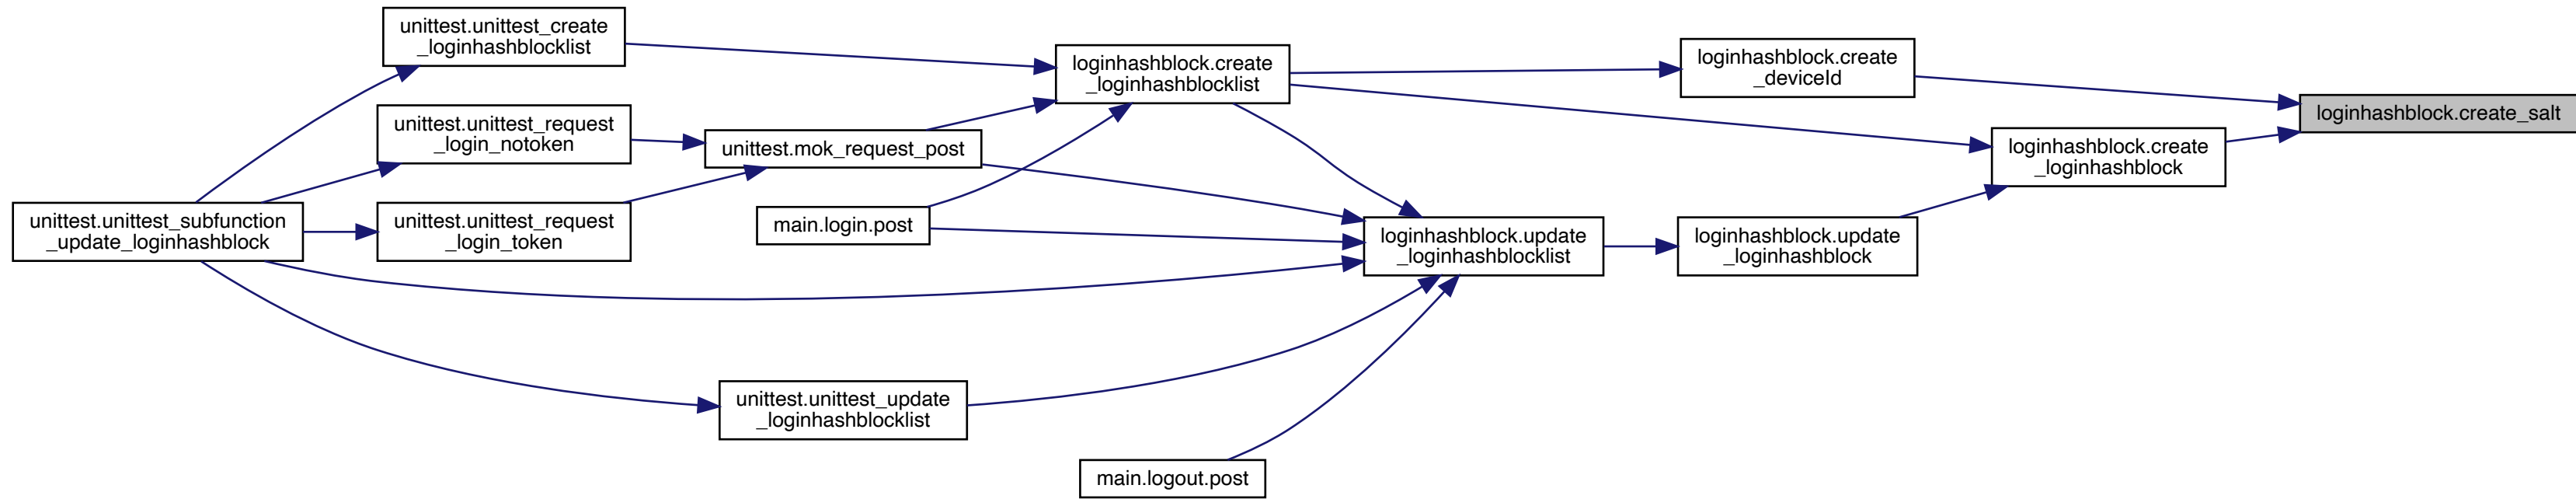 unittest.unittest_create
_loginhashblocklist
loginhashblock.create
_loginhashblocklist
loginhashblock.create
_deviceId
loginhashblock.create_salt
unittest.unittest_request
_login_notoken
unittest.mok_request_post
loginhashblock.create
_loginhashblock
unittest.unittest_subfunction
_update_loginhashblock
unittest.unittest_request
_login_token
main.login.post
loginhashblock.update
_loginhashblocklist
loginhashblock.update
_loginhashblock
unittest.unittest_update
_loginhashblocklist
main.logout.post